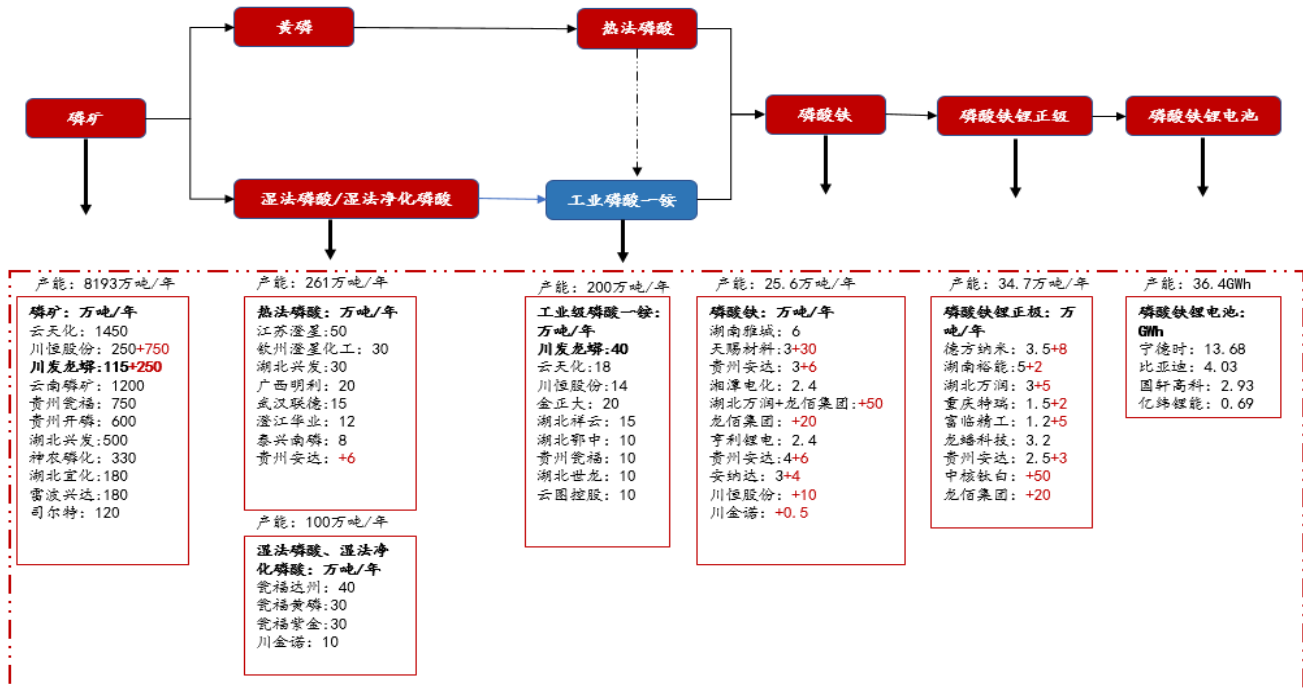 黄磷
热法磷酸
磷矿
磷酸铁
磷酸铁锂正极
磷酸铁锂电池
湿法磷酸/湿法净化磷酸
工业磷酸一铵
产能：8193万吨/年
磷矿：万吨/年
云天化：1450
川恒股份：250+750
川发龙蟒:115+250
云南磷矿：1200
贵州瓮福：750
贵州开磷：600
湖北兴发:500
神农磷化：330
湖北宜化:180
雷波兴达:180
司尔特：120
产能：261万吨/年
热法磷酸：万吨/年
江苏澄星:50
钦州澄星化工：30
湖北兴发:30
广西明利：20
武汉联德:15
澄江华业：12
泰兴南磷：8
贵州安达：+6
产能：100万吨/年
湿法磷酸、湿法净
化磷酸：万吨/年
瓮福达州：40
瓮福黄磷:30
瓮福紫金:30
川金诺：10
产能：200万吨/年
工业级磷酸一铵：
万吨/年
川发龙蟒:40
云天化:18
川恒股份:14
金正大：20
湖北祥云：15
湖北鄂中：10
贵州瓮福：10
湖北世龙：10
云图控股：10
产能：25.6万吨/年
磷酸铁：万吨/年
湖南雅城：6
天赐材料:3+30
贵州安达：3+6
湘潭电化：2.4
湖北万润+龙佰集团:+50
龙佰集团：+20
亨利锂电：2.4
贵州安达:4+6
安纳达：3+4
川恒股份：+10
川金诺：+0.5
产能：34.7万吨/年
磷酸铁锂正极：万
吨/年
德方纳米：3.5+8
湖南裕能:5+2
湖北万润：3+5
重庆特瑞：1.5+2
富临精工：1.2+5
龙蟠科技：3.2
贵州安达：2.5+3
中核钛白：+50
龙佰集团：+20
产能：36.4GWh
磷酸铁锂电池：
GWh
宁德时：13.68
比亚迪：4.03
国轩高科：2.93
亿纬锂能：0.69